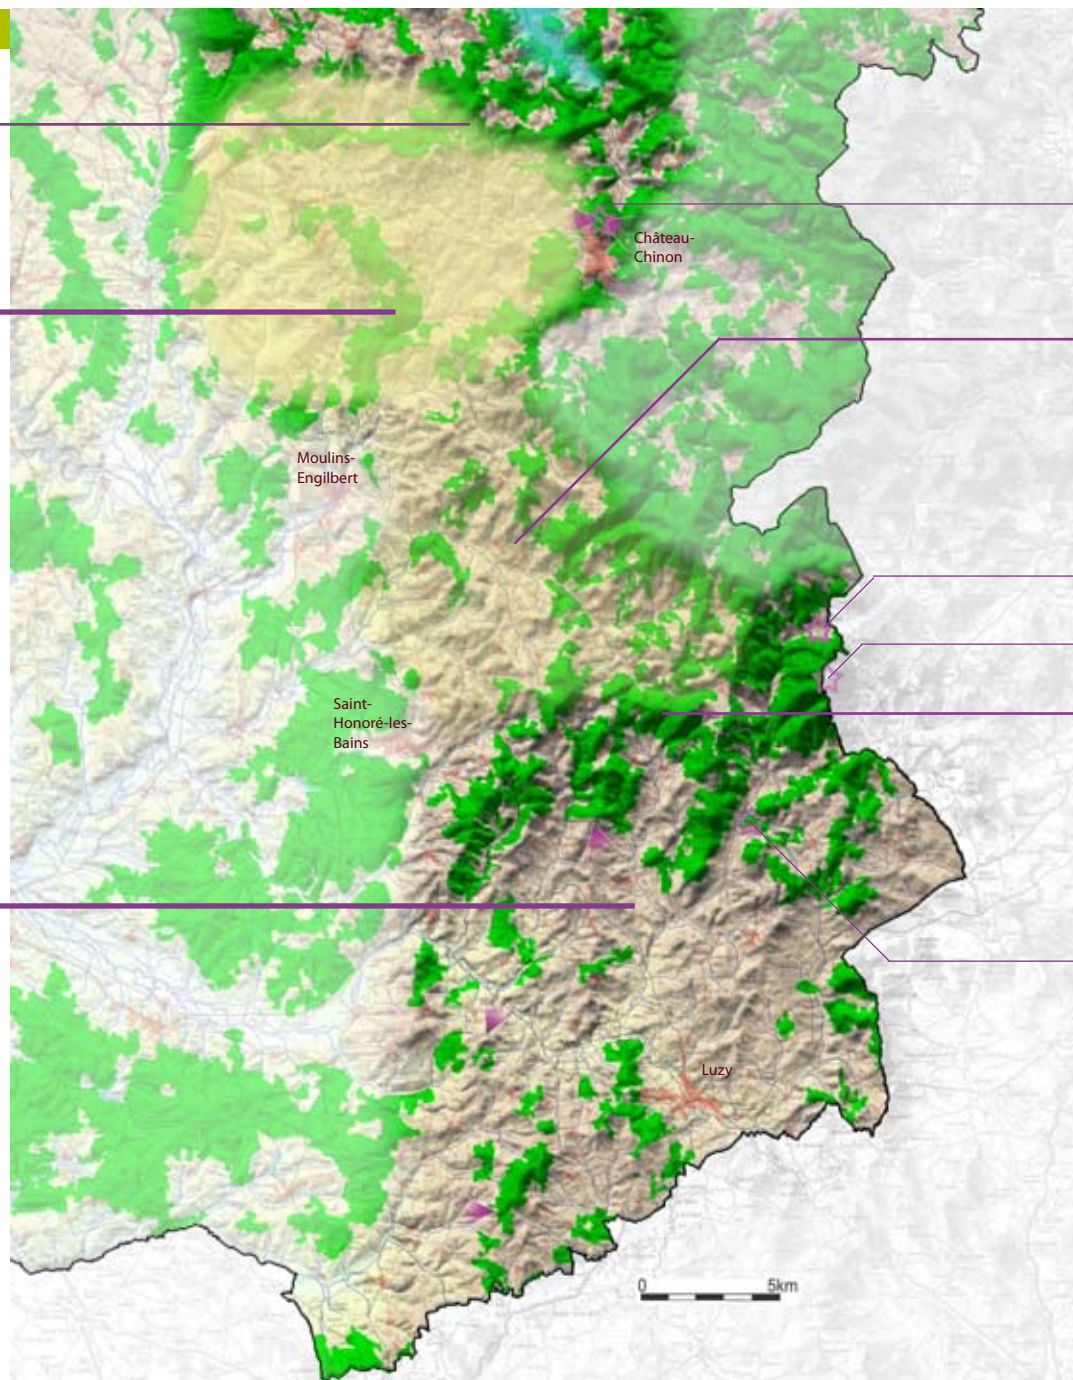 Château-
Chinon
Moulins-
Engilbert
Saint-
Honoré-les-
Bains
Luzy
0 5km